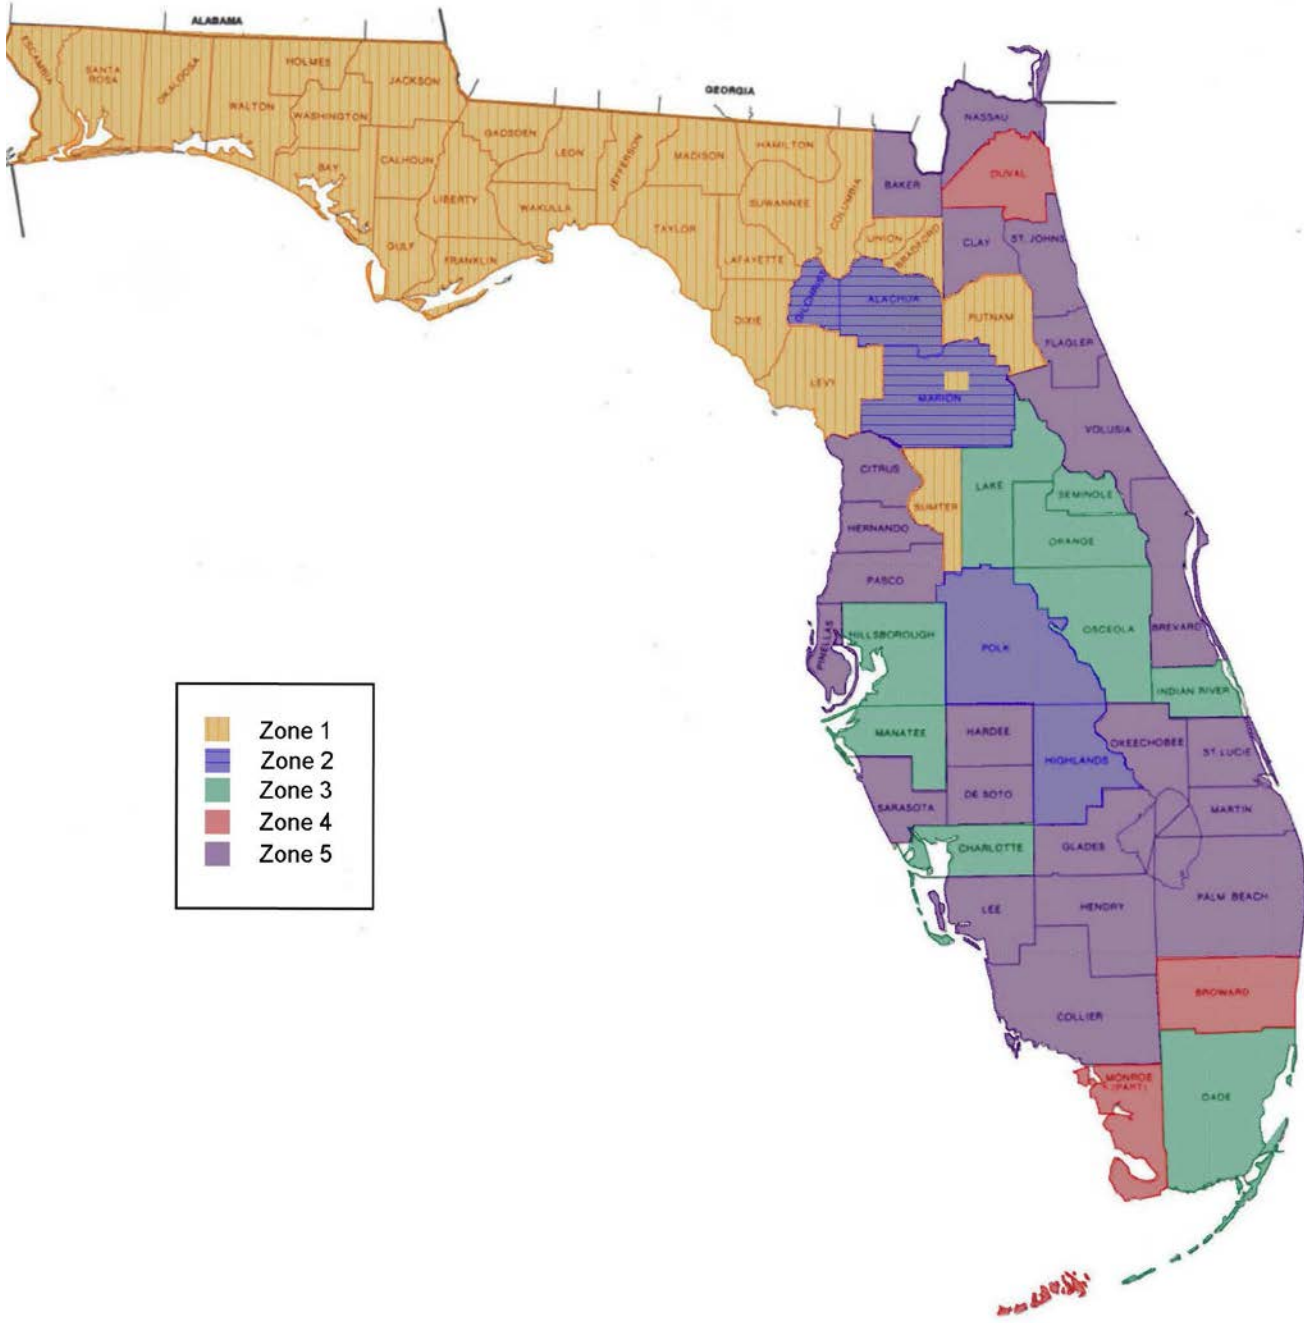 ALABAMA
ESCAMBIA
SANTA
ROSA
OKALOOSA
HOLMES
WALTON
WASHINGTON
JACKSON
BAY
CALHOUN
GULF
LIBERTY
GADSDEN
LEON
WAKULLA
FRANKLIN
JEFFERSON
GEORGIA
MADISON
TAYLOR
HAMILTON
SUWANNEE
LAFAYETTE
DIXIE
COLUMBIA
BAKER
NASSAU
DUVAL
UNION
BRADFORD
CLAY
ST. JOHNS
GILCHRIST
ALACHUA
PUTNAM
FLAGLER
LEVY
MARION
VOLUSIA
CITRUS
SUMTER
LAKE
SEMINOLE
HERNANDO
ORANGE
PASCO
PINELLAS
HILLSBOROUGH
POLK
OSCEOLA
BREVARD
INDIAN RIVER
MANATEE
HARDEE
HIGHLANDS
OKEECHOBEE
ST. LUCIE
SARASOTA
DE SOTO
MARTIN
CHARLOTTE
GLADES
LEE
HENDRY
PALM BEACH
COLLIER
BROWARD
MONROE
(PART)
DADE
Zone 1
Zone 2
Zone 3
Zone 4
Zone 5